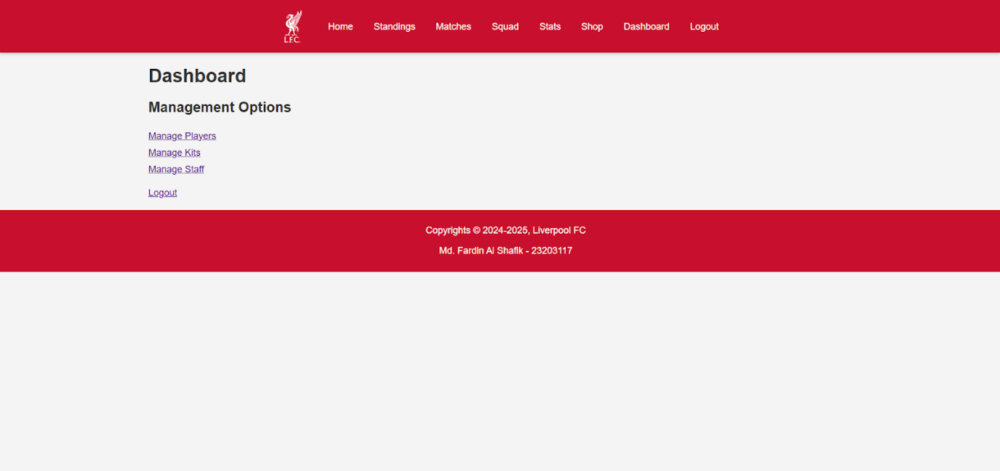 L.F.C.
Home Standings Matches Squad Stats Shop Dashboard Logout
Dashboard
Management Options
Manage Players
Manage Kits
Manage Staff
Logout
Copyrights © 2024-2025, Liverpool FC
Md. Fardin Al Shafik - 23203117